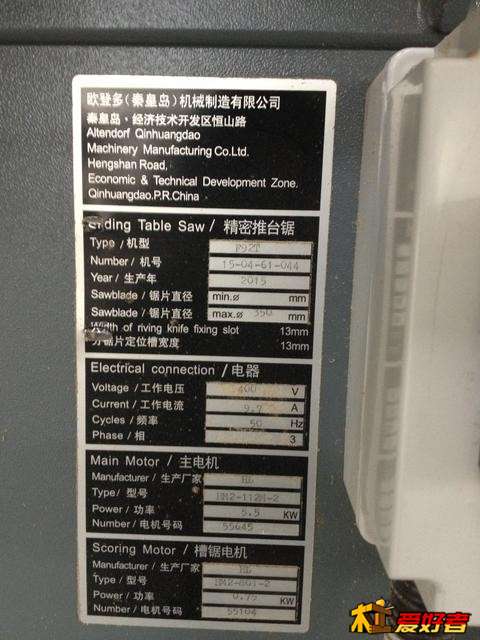 欧登多(秦皇岛)机械制造有限公司
秦皇岛·经济技术开发区恒山路
Altendorf Qinhuangdao
Machinery Manufacturing Co.Ltd.
Hengshan Road,
Economic & Technical Development Zone.
Qinhuangdao.P.R.China
Sliding Table Saw / 精密推台锯
Type / 机型 F92T
Number / 机号 15-04-61-044
Year / 生产年 2015
Sawblade / 锯片直径 min.ø mm
Sawblade / 锯片直径 max.ø 350 mm
Width of riving knife fixing slot 13mm
分锯片定位槽宽度 13mm
Electrical connection / 电器
Voltage / 工作电压 400 V
Current / 工作电流 9.7 A
Cycles / 频率 50 Hz
Phase / 相 3
Main Motor / 主电机
Manufacturer / 生产厂家 HL
Type / 型号 HM2-112M-2
Power / 功率 5.5 KW
Number / 电机号码 55645
Scoring Motor / 槽锯电机
Manufacturer / 生产厂家 HL
Type / 型号 HM2-801-2
Power / 功率 0.75 KW
Number / 电机号码 55104
爱好者